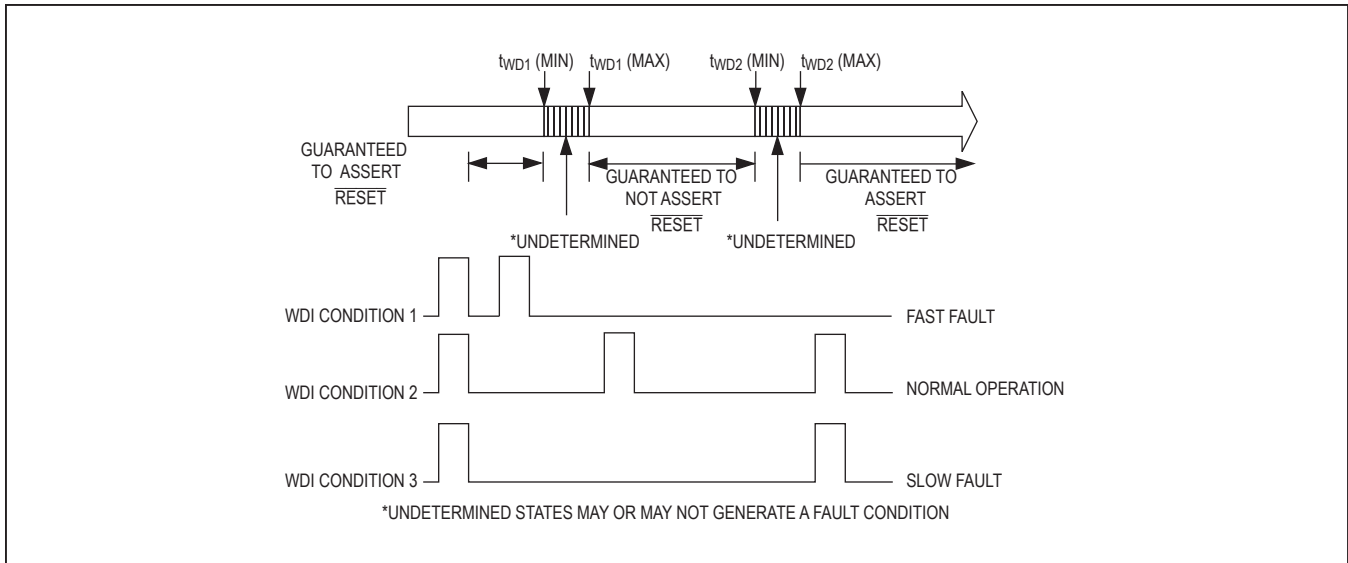 tWD1 (MIN) tWD1 (MAX) tWD2 (MIN) tWD2 (MAX)
GUARANTEED
TO ASSERT
RESET
GUARANTEED TO
NOT ASSERT
RESET
GUARANTEED TO
ASSERT
RESET
*UNDETERMINED
*UNDETERMINED
WDI CONDITION 1
FAST FAULT
WDI CONDITION 2
NORMAL OPERATION
WDI CONDITION 3
SLOW FAULT
*UNDETERMINED STATES MAY OR MAY NOT GENERATE A FAULT CONDITION